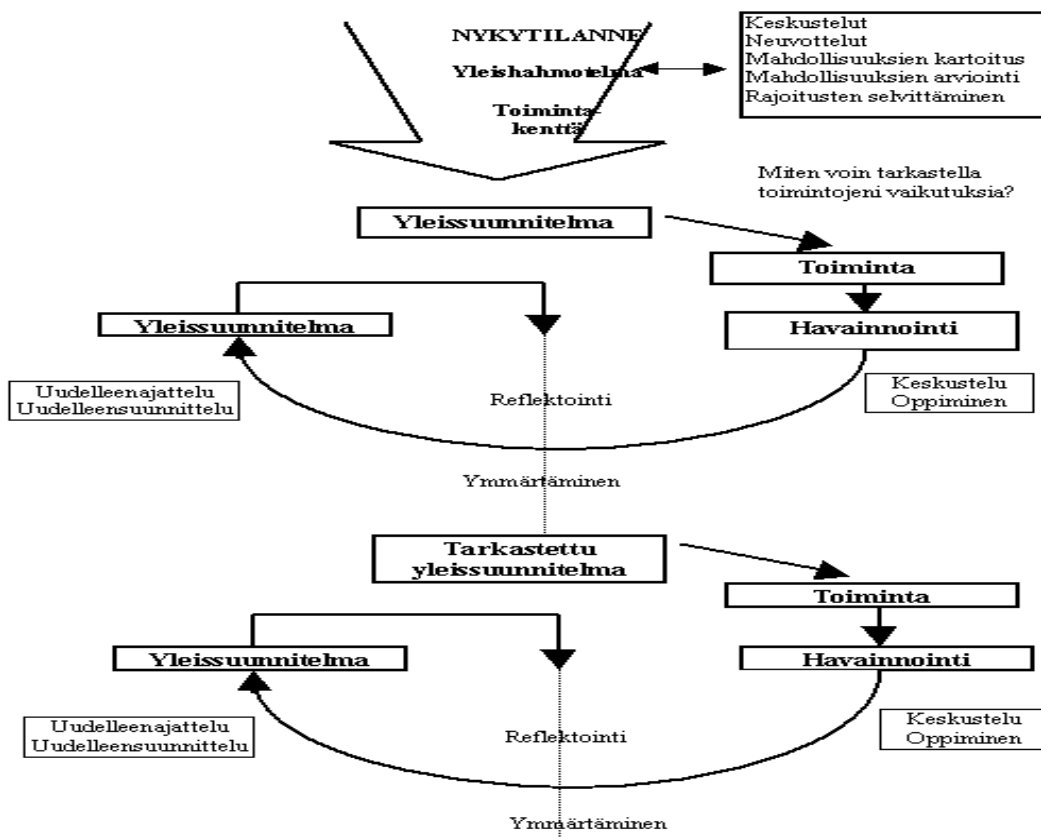 NYKYTILANNE
Yleishahmotelma
Toiminta-
kenttä
Keskustelut
Neuvottelut
Mahdollisuuksien kartoitus
Mahdollisuuksien arviointi
Rajoitusten selvittäminen
Miten voin tarkastella
toimintojeni vaikutuksia?
Yleissuunnitelma
Toiminta
Yleissuunnitelma
Havainnointi
Uudelleenajattelu
Uudelleensuunnittelu
Reflektointi
Keskustelu
Oppiminen
Ymmärtäminen
Tarkastettu
yleissuunnitelma
Toiminta
Yleissuunnitelma
Havainnointi
Uudelleenajattelu
Uudelleensuunnittelu
Reflektointi
Keskustelu
Oppiminen
Ymmärtäminen